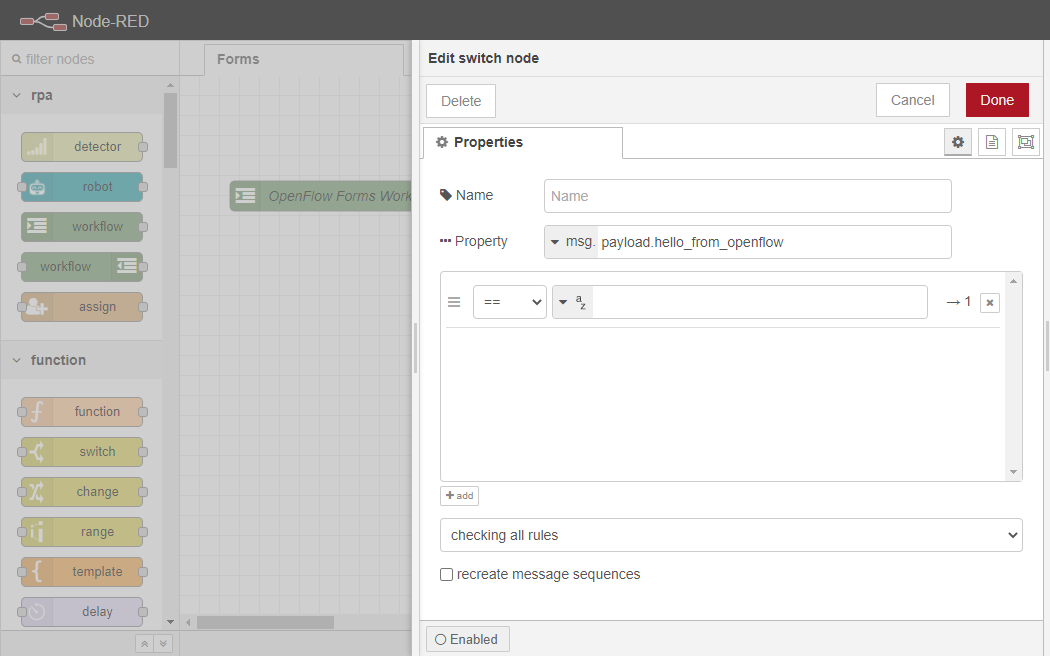 Node-RED
filter nodes
Forms
Edit switch node
Delete
Cancel
Done
Properties
rpa
detector
robot
workflow
workflow
assign
function
function
switch
change
range
template
delay
OpenFlow Forms Work
Name
Name
Property
msg.
payload.hello_from_openflow
==
a
z
→ 1
add
checking all rules
recreate message sequences
Enabled